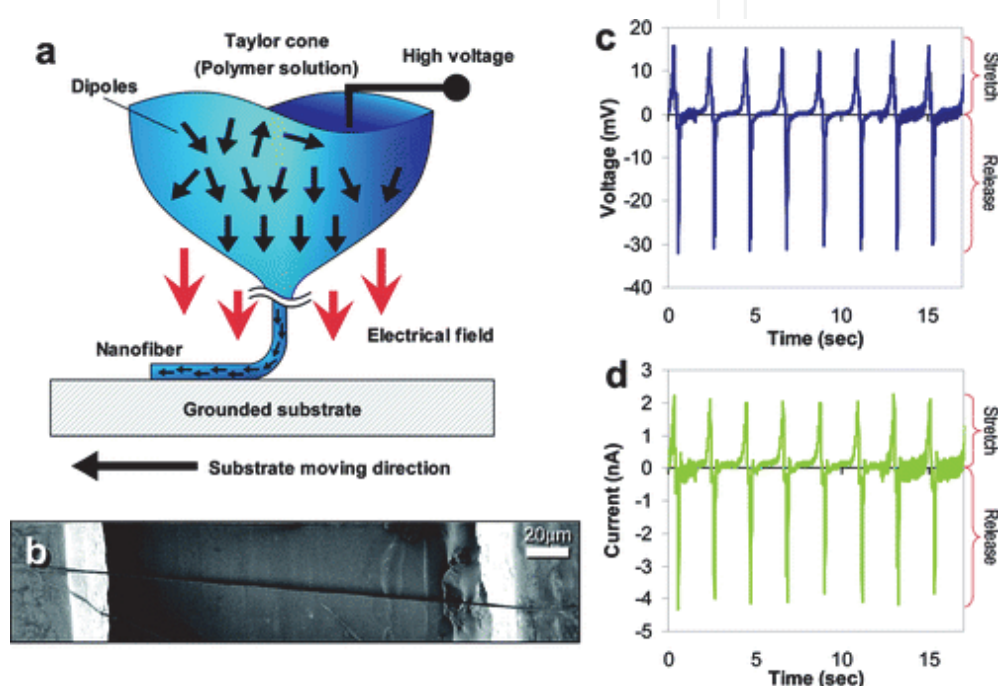 a
Taylor cone
(Polymer solution)
High voltage
Dipoles
Nanofiber
Electrical field
Grounded substrate
Substrate moving direction
b
20μm
c
Voltage (mV)
20
10
0
-10
-20
-30
-40
0 5 10 15
Time (sec)
Stretch
Release
d
Current (nA)
3
2
1
0
-1
-2
-3
-4
-5
0 5 10 15
Time (sec)
Stretch
Release